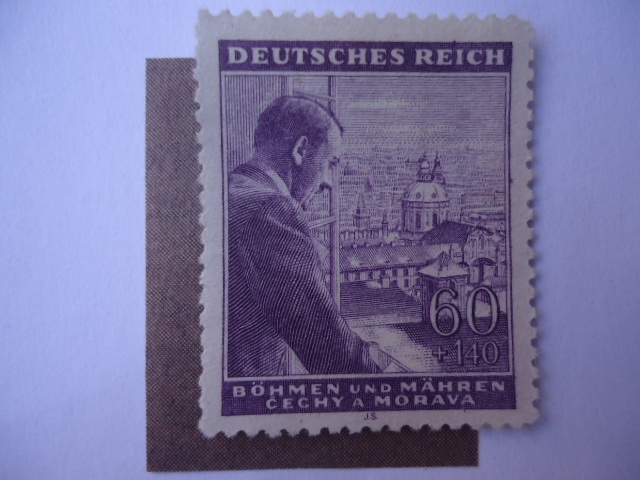 DEUTSCHES REICH
60
+ 140
BÖHMEN UND MÄHREN
ČECHY A MORAVA
J.S.